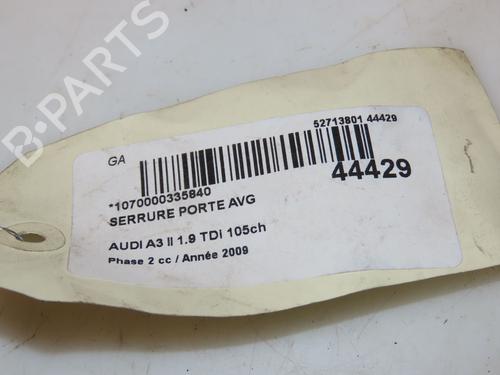 B-PARTS
52713801 44429
GA
*1070000335840
44429
SERRURE PORTE AVG
AUDI A3 II 1.9 TDi 105ch
Phase 2 cc / Année 2009